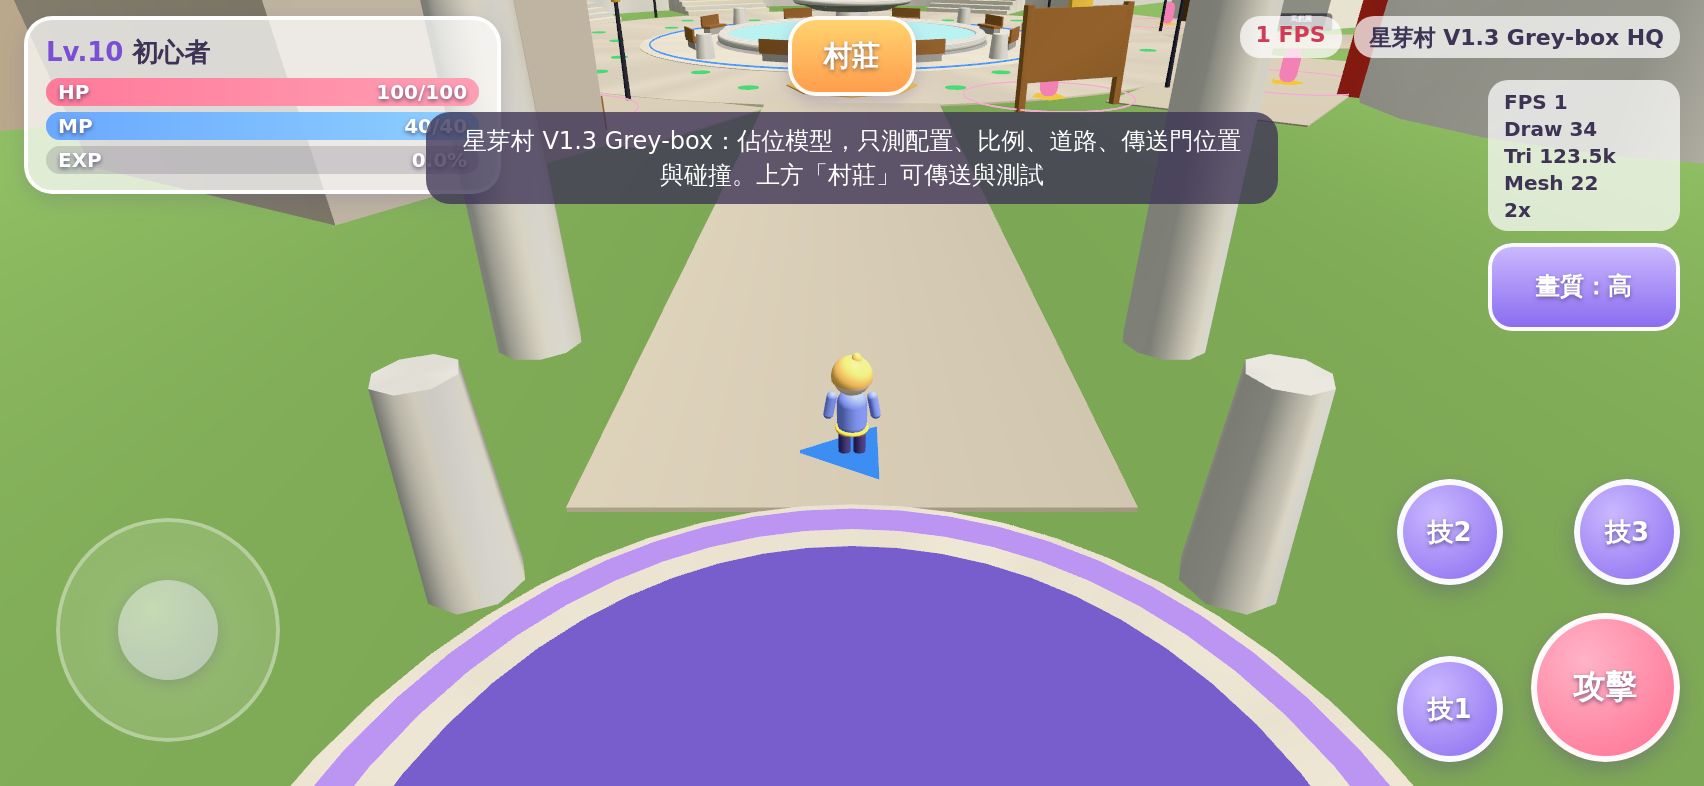 Lv.10 初心者
HP 100/100
MP 40/40
EXP 0.0%
村莊
1 FPS
星芽村 V1.3 Grey-box HQ
星芽村 V1.3 Grey-box：佔位模型，只測配置、比例、道路、傳送門位置
與碰撞。上方「村莊」可傳送與測試
FPS 1
Draw 34
Tri 123.5k
Mesh 22
2x
畫質：高
技2
技3
技1
攻擊